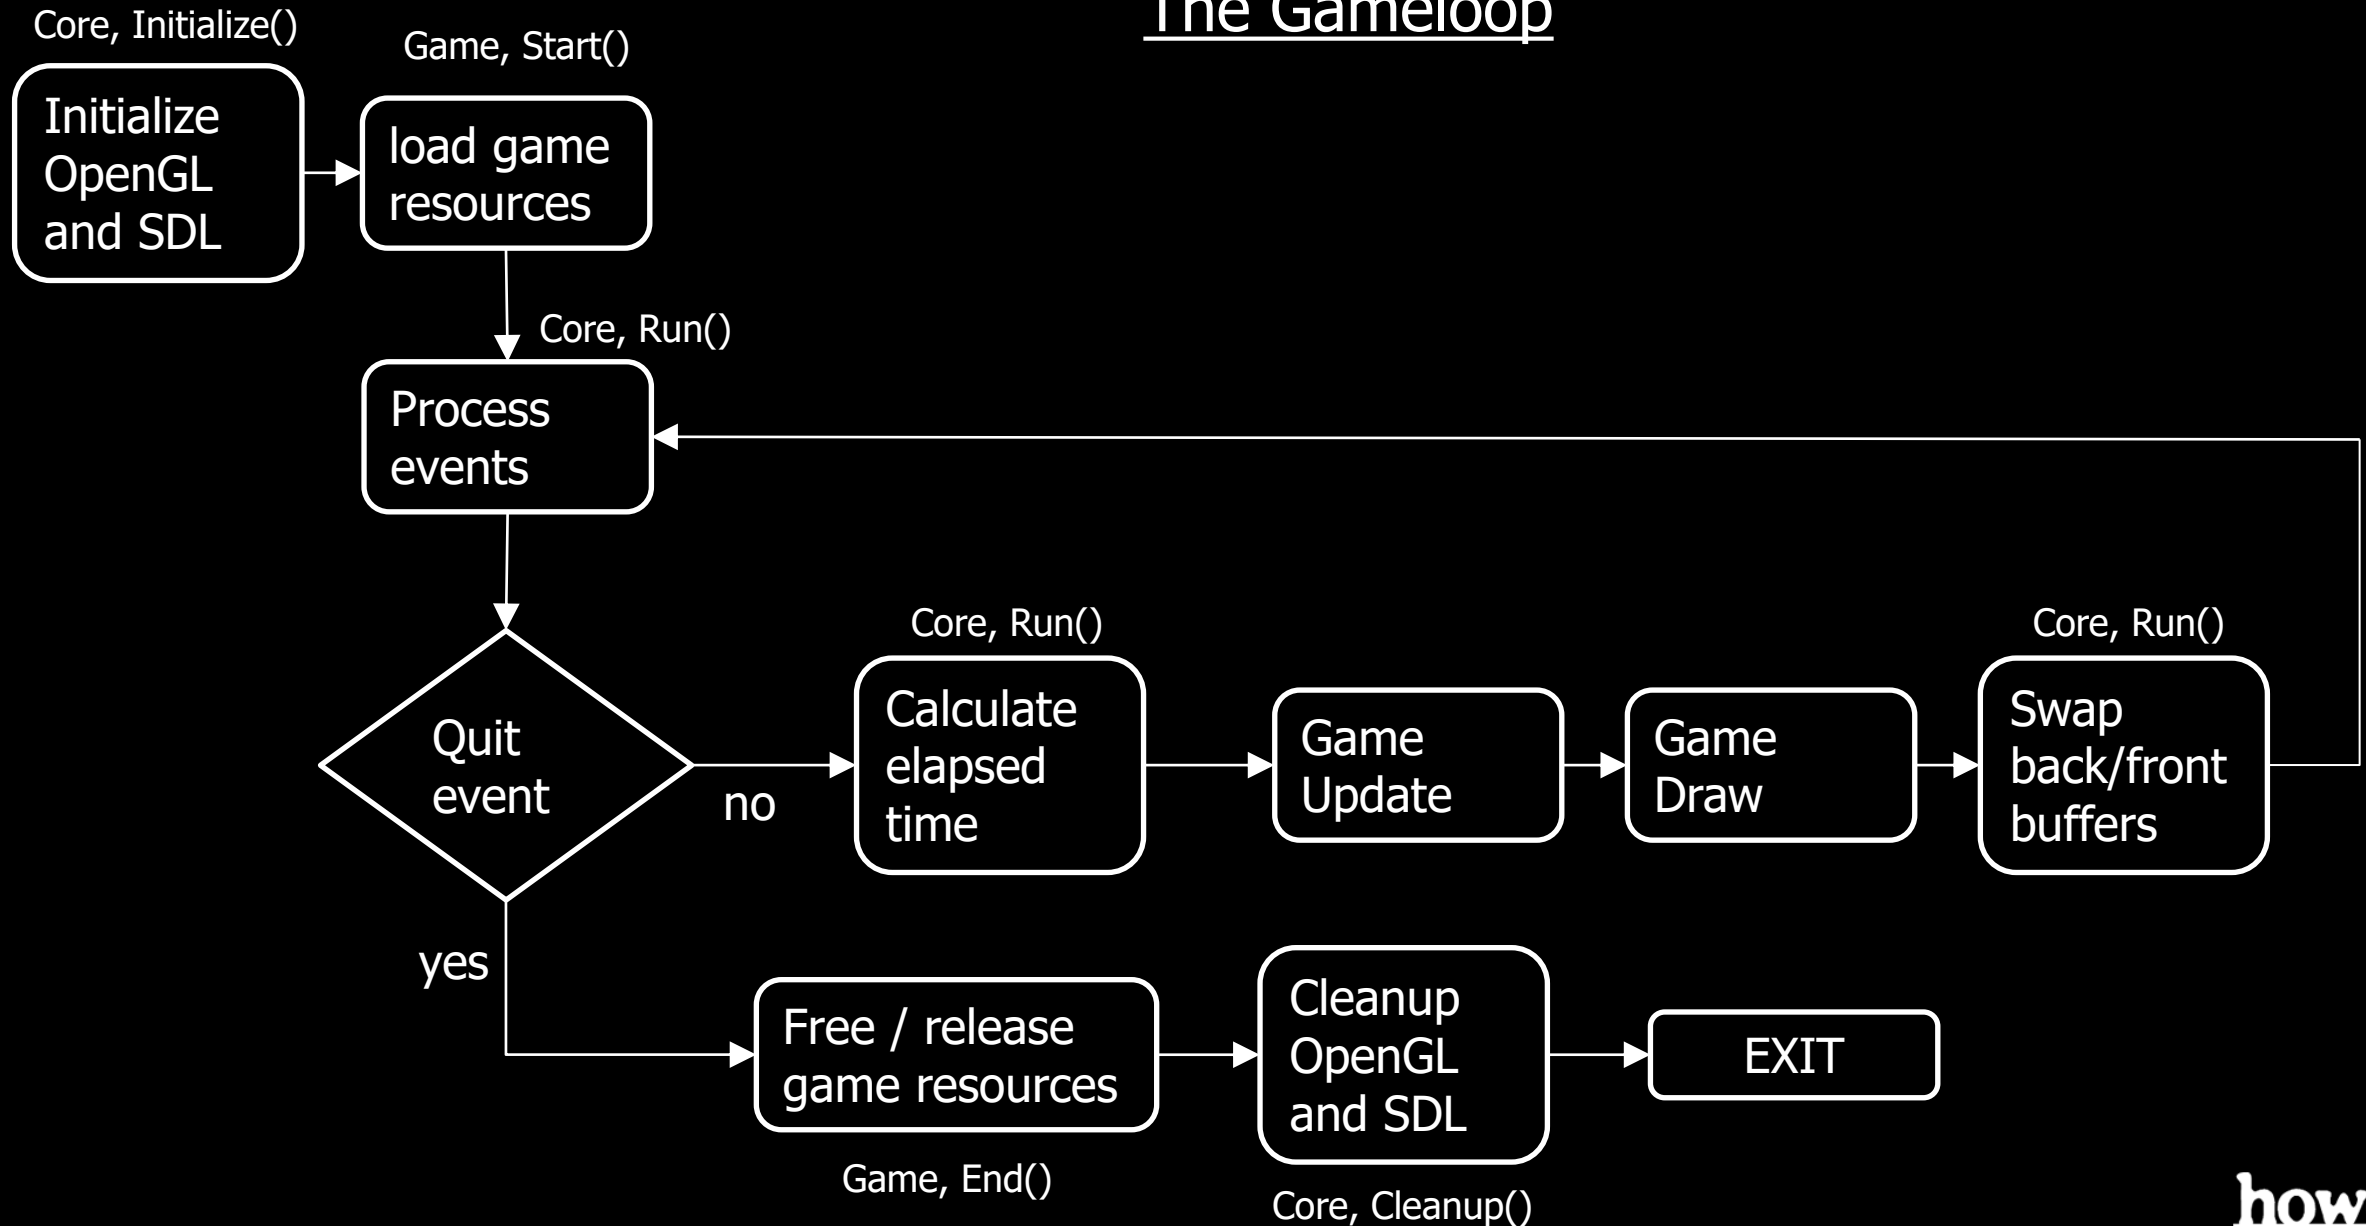 The Gameloop
Core, Initialize()
Initialize
OpenGL
and SDL
Game, Start()
load game
resources
Core, Run()
Process
events
Quit
event
no
Core, Run()
Calculate
elapsed
time
Game
Update
Game
Draw
Core, Run()
Swap
back/front
buffers
yes
Free / release
game resources
Game, End()
Cleanup
OpenGL
and SDL
Core, Cleanup()
EXIT
how